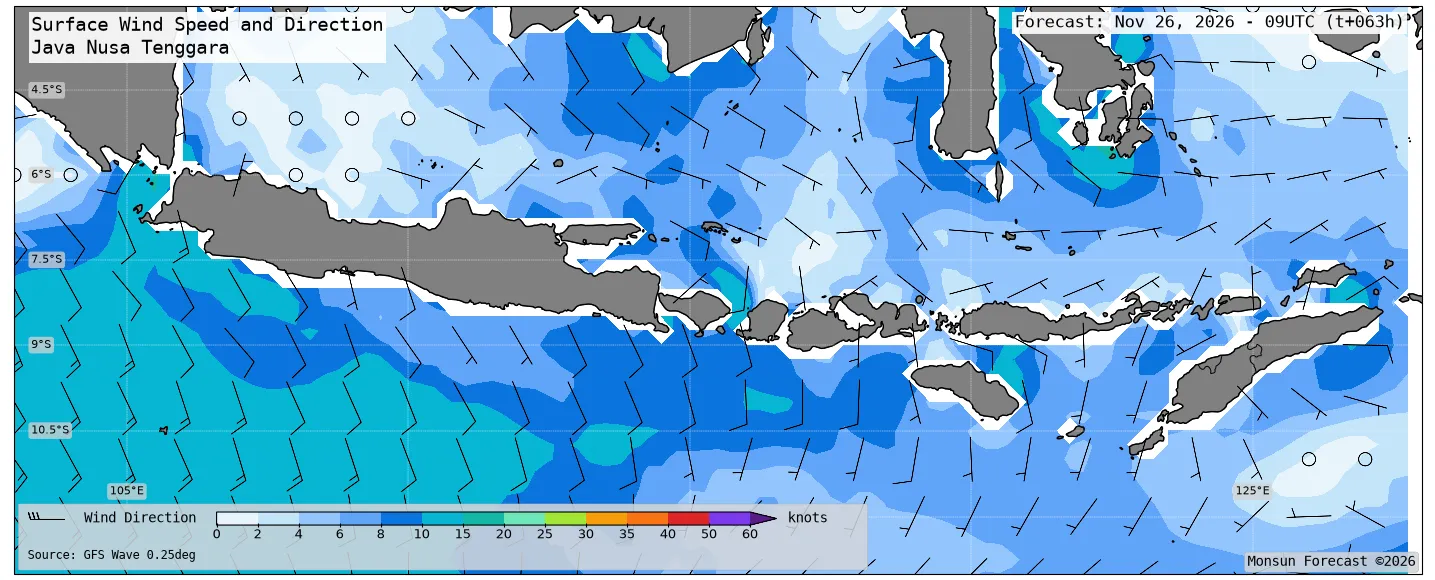 Surface Wind Speed and Direction
Java Nusa Tenggara
Forecast: Nov 26, 2026 - 09UTC (t+063h)
4.5°S
6°S
7.5°S
9°S
10.5°S
105°E
125°E
Wind Direction
0 2 4 6 8 10 15 20 25 30 35 40 50 60
knots
Source: GFS Wave 0.25deg
Monsun Forecast ©2026